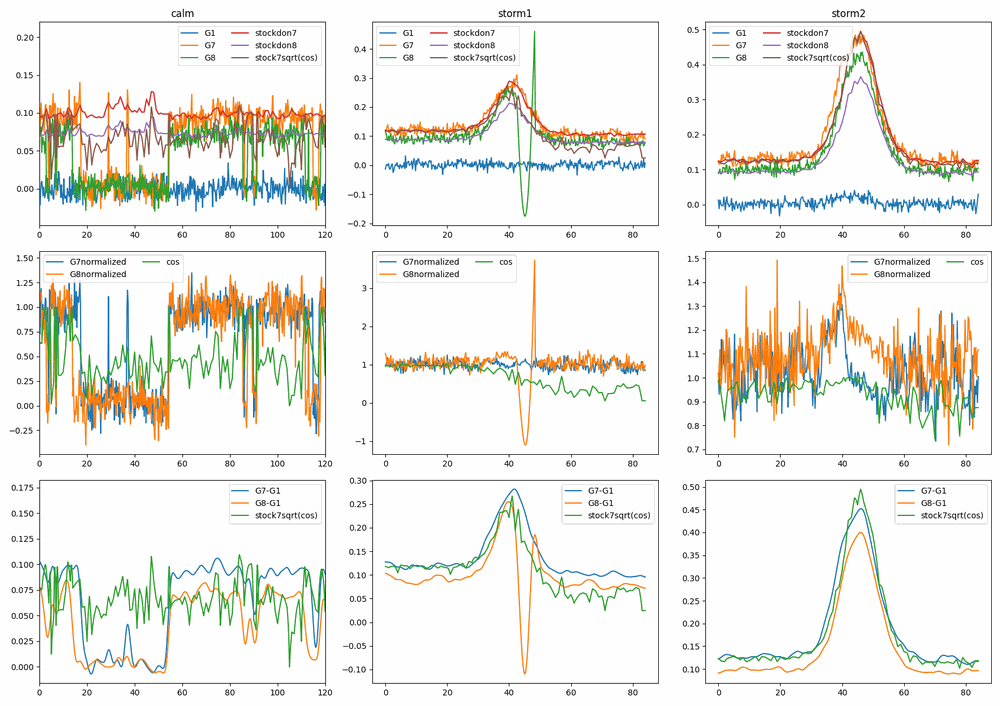 calm
storm1
storm2
G1
G7
G8
stockdon7
stockdon8
stock7sqrt(cos)
0.20
0.15
0.10
0.05
0.00
0 20 40 60 80 100 120
G1
G7
G8
stockdon7
stockdon8
stock7sqrt(cos)
0.4
0.3
0.2
0.1
0.0
−0.1
−0.2
0 20 40 60 80
G1
G7
G8
stockdon7
stockdon8
stock7sqrt(cos)
0.5
0.4
0.3
0.2
0.1
0.0
0 20 40 60 80
G7normalized
G8normalized
cos
1.50
1.25
1.00
0.75
0.50
0.25
0.00
−0.25
0 20 40 60 80 100 120
G7normalized
G8normalized
cos
3
2
1
0
−1
0 20 40 60 80
G7normalized
G8normalized
cos
1.5
1.4
1.3
1.2
1.1
1.0
0.9
0.8
0.7
0 20 40 60 80
G7-G1
G8-G1
stock7sqrt(cos)
0.175
0.150
0.125
0.100
0.075
0.050
0.025
0.000
0 20 40 60 80 100 120
G7-G1
G8-G1
stock7sqrt(cos)
0.30
0.25
0.20
0.15
0.10
0.05
0.00
−0.05
−0.10
0 20 40 60 80
G7-G1
G8-G1
stock7sqrt(cos)
0.50
0.45
0.40
0.35
0.30
0.25
0.20
0.15
0.10
0 20 40 60 80